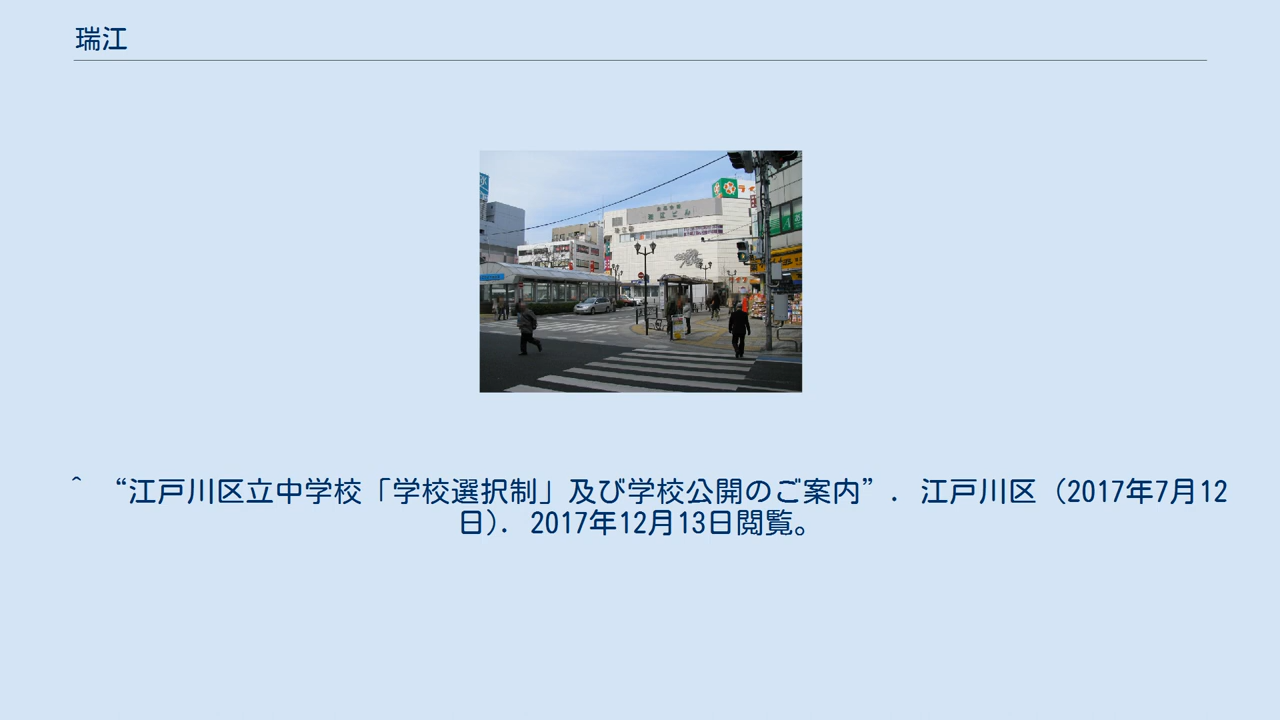 瑞江
^ “江戸川区立中学校「学校選択制」及び学校公開のご案内”. 江戸川区 (2017年7月12
日). 2017年12月13日閲覧。